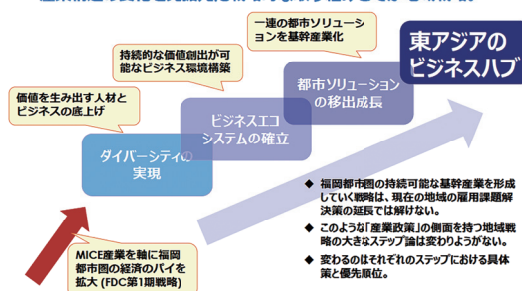 一連の都市ソリューショ
ンを基幹産業化
東アジアの
ビジネスハブ
持続的な価値創出が可
能なビジネス環境構築
都市ソリューション
の移出成長
価値を生み出す人材と
ビジネスの底上げ
ビジネスエコ
システムの確立
ダイバーシティの
実現
◆ 福岡都市圏の持続可能な基幹産業を形成
していく戦略は、現在の地域の雇用課題解
決策の延長では解けない。
◆ このような「産業政策」の側面を持つ地域戦
略の大きなステップ論は変わりようがない。
◆ 変わるのはそれぞれのステップにおける具体
策と優先順位。
MICE産業を軸に福岡
都市圏の経済のパイを
拡大 (FDC第1期戦略)